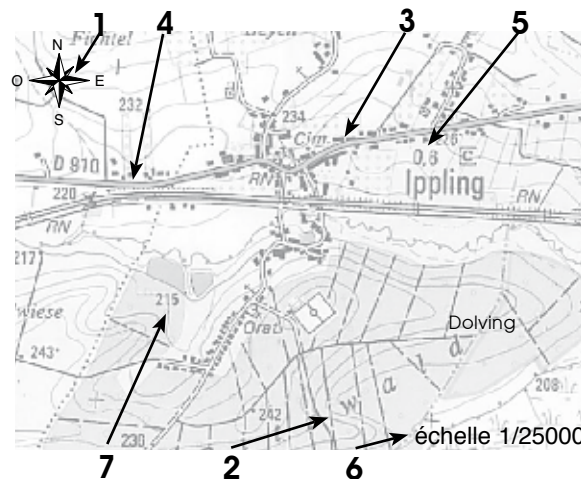 1 4 3 5
N
O E
S
232
234
Cim.
226
D 910
0,6 C
RN
Ippling
220
RN
RN
217
215
Orat.
Dolving
wiese
243
w a l d
208
242
230
échelle 1/25000
7 2 6